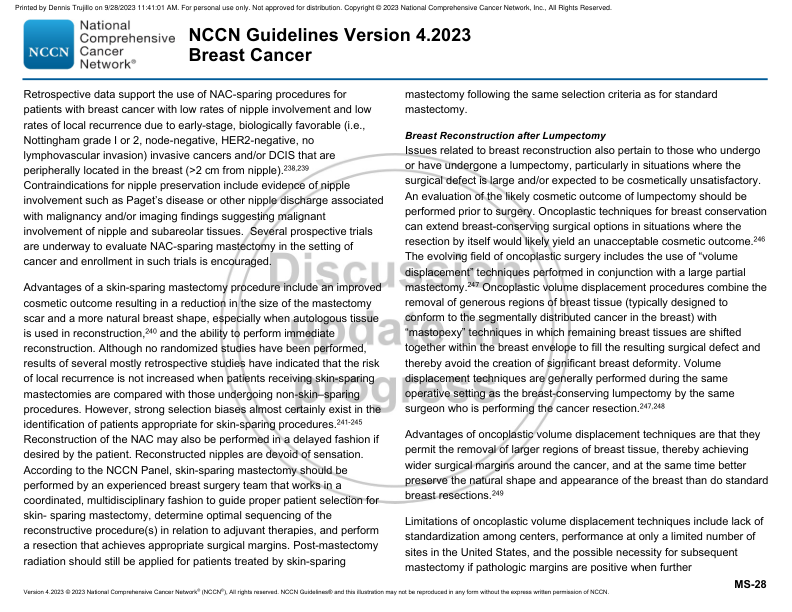 Printed by Dennis Trujillo on 9/28/2023 11:41:01 AM. For personal use only. Not approved for distribution. Copyright © 2023 National Comprehensive Cancer Network, Inc., All Rights Reserved.
NCCN
National
Comprehensive
Cancer
Network®
NCCN Guidelines Version 4.2023
Breast Cancer
Retrospective data support the use of NAC-sparing procedures for
patients with breast cancer with low rates of nipple involvement and low
rates of local recurrence due to early-stage, biologically favorable (i.e.,
Nottingham grade I or 2, node-negative, HER2-negative, no
lymphovascular invasion) invasive cancers and/or DCIS that are
peripherally located in the breast (>2 cm from nipple).238,239
Contraindications for nipple preservation include evidence of nipple
involvement such as Paget's disease or other nipple discharge associated
with malignancy and/or imaging findings suggesting malignant
involvement of nipple and subareolar tissues. Several prospective trials
are underway to evaluate NAC-sparing mastectomy in the setting of
cancer and enrollment in such trials is encouraged.
Advantages of a skin-sparing mastectomy procedure include an improved
cosmetic outcome resulting in a reduction in the size of the mastectomy
scar and a more natural breast shape, especially when autologous tissue
is used in reconstruction,240 and the ability to perform immediate
reconstruction. Although no randomized studies have been performed,
results of several mostly retrospective studies have indicated that the risk
of local recurrence is not increased when patients receiving skin-sparing
mastectomies are compared with those undergoing non-skin–sparing
procedures. However, strong selection biases almost certainly exist in the
identification of patients appropriate for skin-sparing procedures.241-245
Reconstruction of the NAC may also be performed in a delayed fashion if
desired by the patient. Reconstructed nipples are devoid of sensation.
According to the NCCN Panel, skin-sparing mastectomy should be
performed by an experienced breast surgery team that works in a
coordinated, multidisciplinary fashion to guide proper patient selection for
skin- sparing mastectomy, determine optimal sequencing of the
reconstructive procedure(s) in relation to adjuvant therapies, and perform
a resection that achieves appropriate surgical margins. Post-mastectomy
radiation should still be applied for patients treated by skin-sparing
mastectomy following the same selection criteria as for standard
mastectomy.
Breast Reconstruction after Lumpectomy
Issues related to breast reconstruction also pertain to those who undergo
or have undergone a lumpectomy, particularly in situations where the
surgical defect is large and/or expected to be cosmetically unsatisfactory.
An evaluation of the likely cosmetic outcome of lumpectomy should be
performed prior to surgery. Oncoplastic techniques for breast conservation
can extend breast-conserving surgical options in situations where the
resection by itself would likely yield an unacceptable cosmetic outcome.246
The evolving field of oncoplastic surgery includes the use of “volume
displacement” techniques performed in conjunction with a large partial
mastectomy.247 Oncoplastic volume displacement procedures combine the
removal of generous regions of breast tissue (typically designed to
conform to the segmentally distributed cancer in the breast) with
“mastopexy” techniques in which remaining breast tissues are shifted
together within the breast envelope to fill the resulting surgical defect and
thereby avoid the creation of significant breast deformity. Volume
displacement techniques are generally performed during the same
operative setting as the breast-conserving lumpectomy by the same
surgeon who is performing the cancer resection.247,248
Advantages of oncoplastic volume displacement techniques are that they
permit the removal of larger regions of breast tissue, thereby achieving
wider surgical margins around the cancer, and at the same time better
preserve the natural shape and appearance of the breast than do standard
breast resections.249
Limitations of oncoplastic volume displacement techniques include lack of
standardization among centers, performance at only a limited number of
sites in the United States, and the possible necessity for subsequent
mastectomy if pathologic margins are positive when further
Discussion
update in
progress
MS-28
Version 4.2023 © 2023 National Comprehensive Cancer Network® (NCCN®), All rights reserved. NCCN Guidelines® and this illustration may not be reproduced in any form without the express written permission of NCCN.